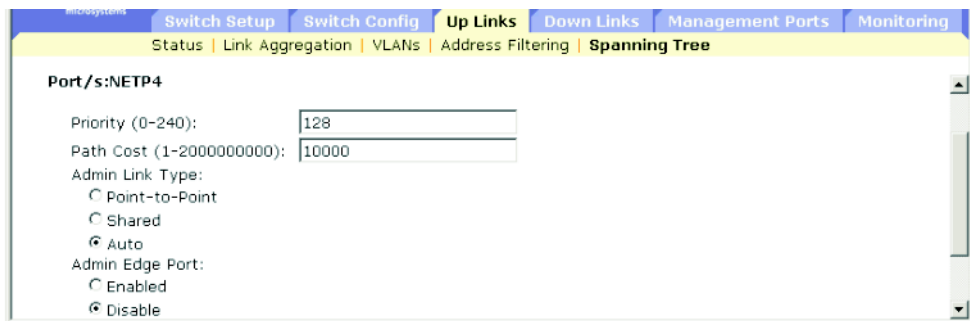 microsystems
Switch Setup Switch Config Up Links Down Links Management Ports Monitoring
Status | Link Aggregation | VLANs | Address Filtering | Spanning Tree
Port/s:NETP4
Priority (0-240): 128
Path Cost (1-2000000000): 10000
Admin Link Type:
Point-to-Point
Shared
Auto
Admin Edge Port:
Enabled
Disable